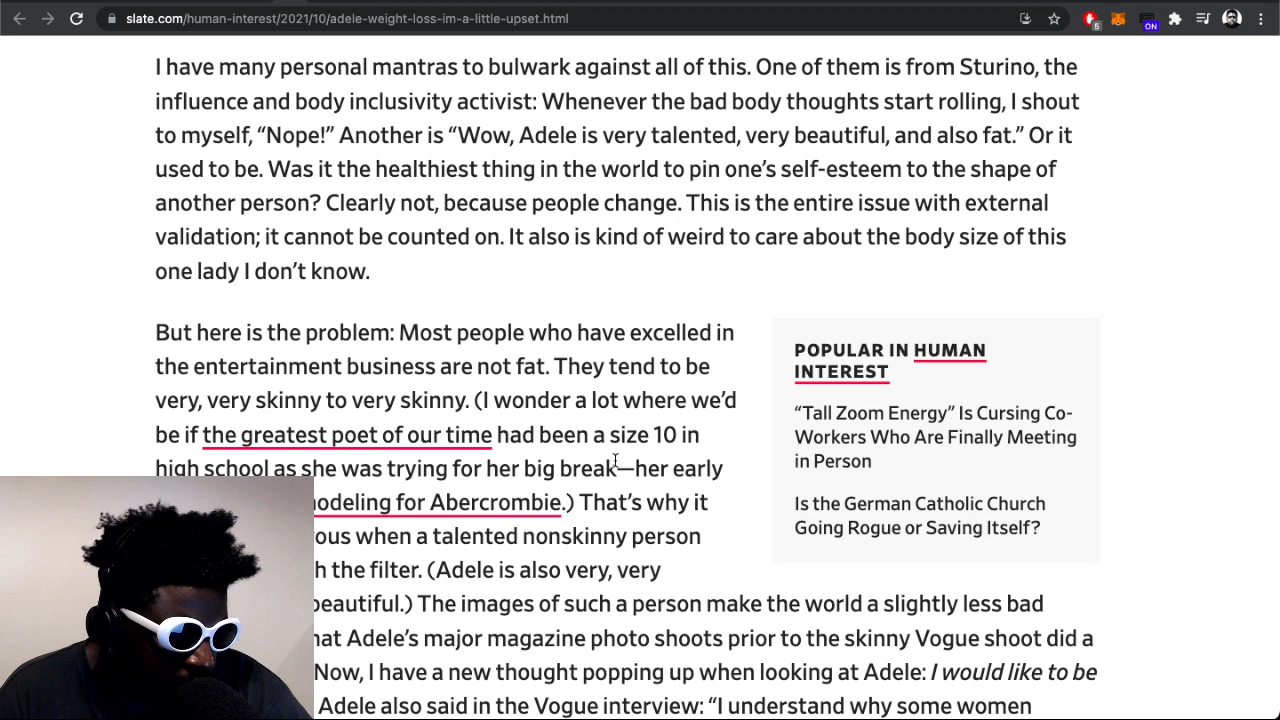 slate.com/human-interest/2021/10/adele-weight-loss-im-a-little-upset.html
6
ON
I have many personal mantras to bulwark against all of this. One of them is from Sturino, the
influence and body inclusivity activist: Whenever the bad body thoughts start rolling, I shout
to myself, “Nope!” Another is “Wow, Adele is very talented, very beautiful, and also fat.” Or it
used to be. Was it the healthiest thing in the world to pin one’s self-esteem to the shape of
another person? Clearly not, because people change. This is the entire issue with external
validation; it cannot be counted on. It also is kind of weird to care about the body size of this
one lady I don’t know.
But here is the problem: Most people who have excelled in
the entertainment business are not fat. They tend to be
very, very skinny to very skinny. (I wonder a lot where we’d
be if the greatest poet of our time had been a size 10 in
high school as she was trying for her big break—her early
odeling for Abercrombie.) That’s why it
ous when a talented nonskinny person
h the filter. (Adele is also very, very
beautiful.) The images of such a person make the world a slightly less bad
hat Adele’s major magazine photo shoots prior to the skinny Vogue shoot did a
Now, I have a new thought popping up when looking at Adele: I would like to be
Adele also said in the Vogue interview: “I understand why some women
POPULAR IN HUMAN
INTEREST
“Tall Zoom Energy” Is Cursing Co-
Workers Who Are Finally Meeting
in Person
Is the German Catholic Church
Going Rogue or Saving Itself?